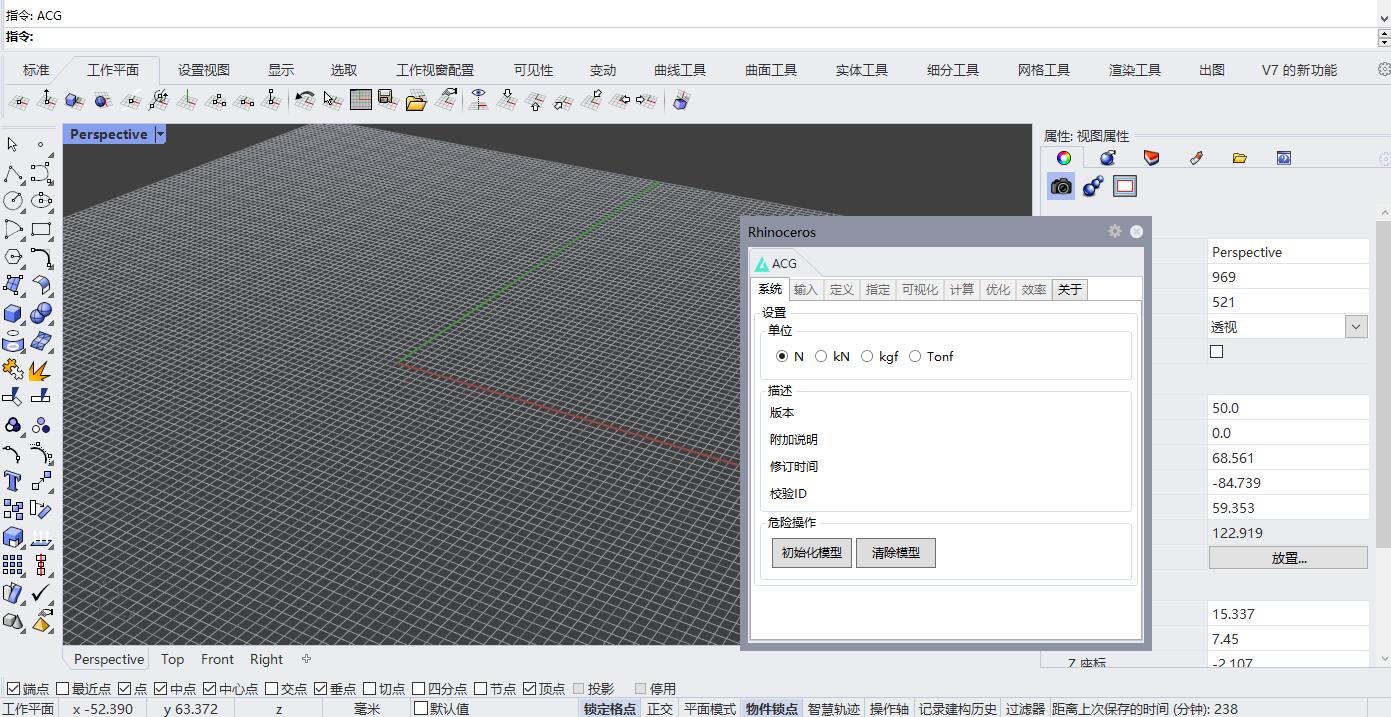 指令: ACG
指令:
标准 工作平面 设置视图 显示 选取 工作视窗配置 可见性 变动 曲线工具 曲面工具 实体工具 细分工具 网格工具 渲染工具 出图 V7 的新功能
Perspective
属性: 视图属性
Rhinoceros
ACG
系统 输入 定义 指定 可视化 计算 优化 效率 关于
设置
单位
N kN kgf Tonf
描述
版本
附加说明
修订时间
校验ID
危险操作
初始化模型 清除模型
Perspective
969
521
透视
50.0
0.0
68.561
-84.739
59.353
122.919
放置...
15.337
7.45
Z 座标 -2.107
Perspective Top Front Right
端点 最近点 点 中点 中心点 交点 垂点 切点 四分点 节点 顶点 投影 停用
工作平面 x -52.390 y 63.372 z 毫米 默认值 锁定格点 正交 平面模式 物件锁点 智慧轨迹 操作轴 记录建构历史 过滤器 距离上次保存的时间 (分钟): 238